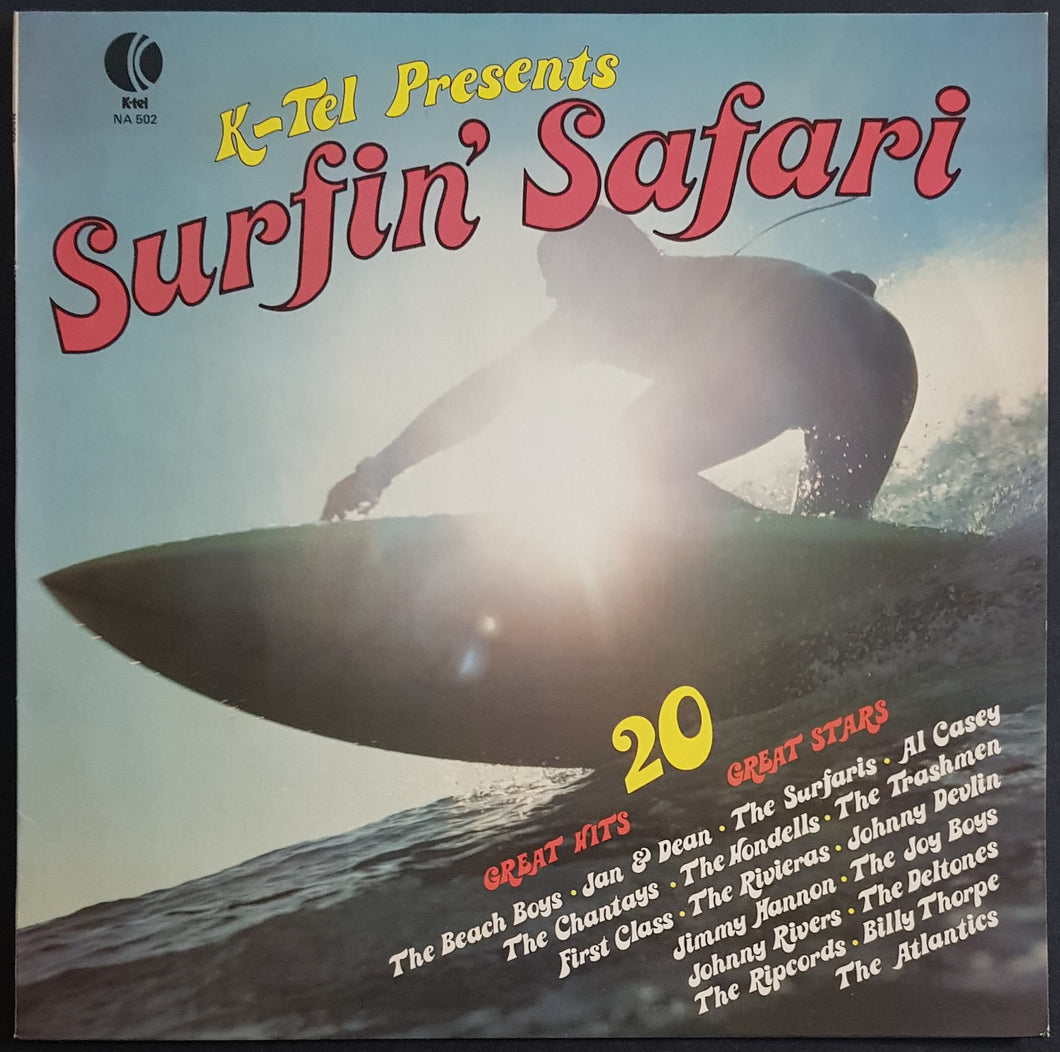 K-tel
NA 502
K-Tel Presents
Surfin' Safari
20
GREAT HITS GREAT STARS
The Beach Boys • Jan & Dean • The Surfaris • Al Casey
The Chantays • The Hondells • The Trashmen
First Class • The Rivieras • Johnny Devlin
Jimmy Hannon • The Joy Boys
Johnny Rivers • The Deltones
The Ripcords • Billy Thorpe
The Atlantics